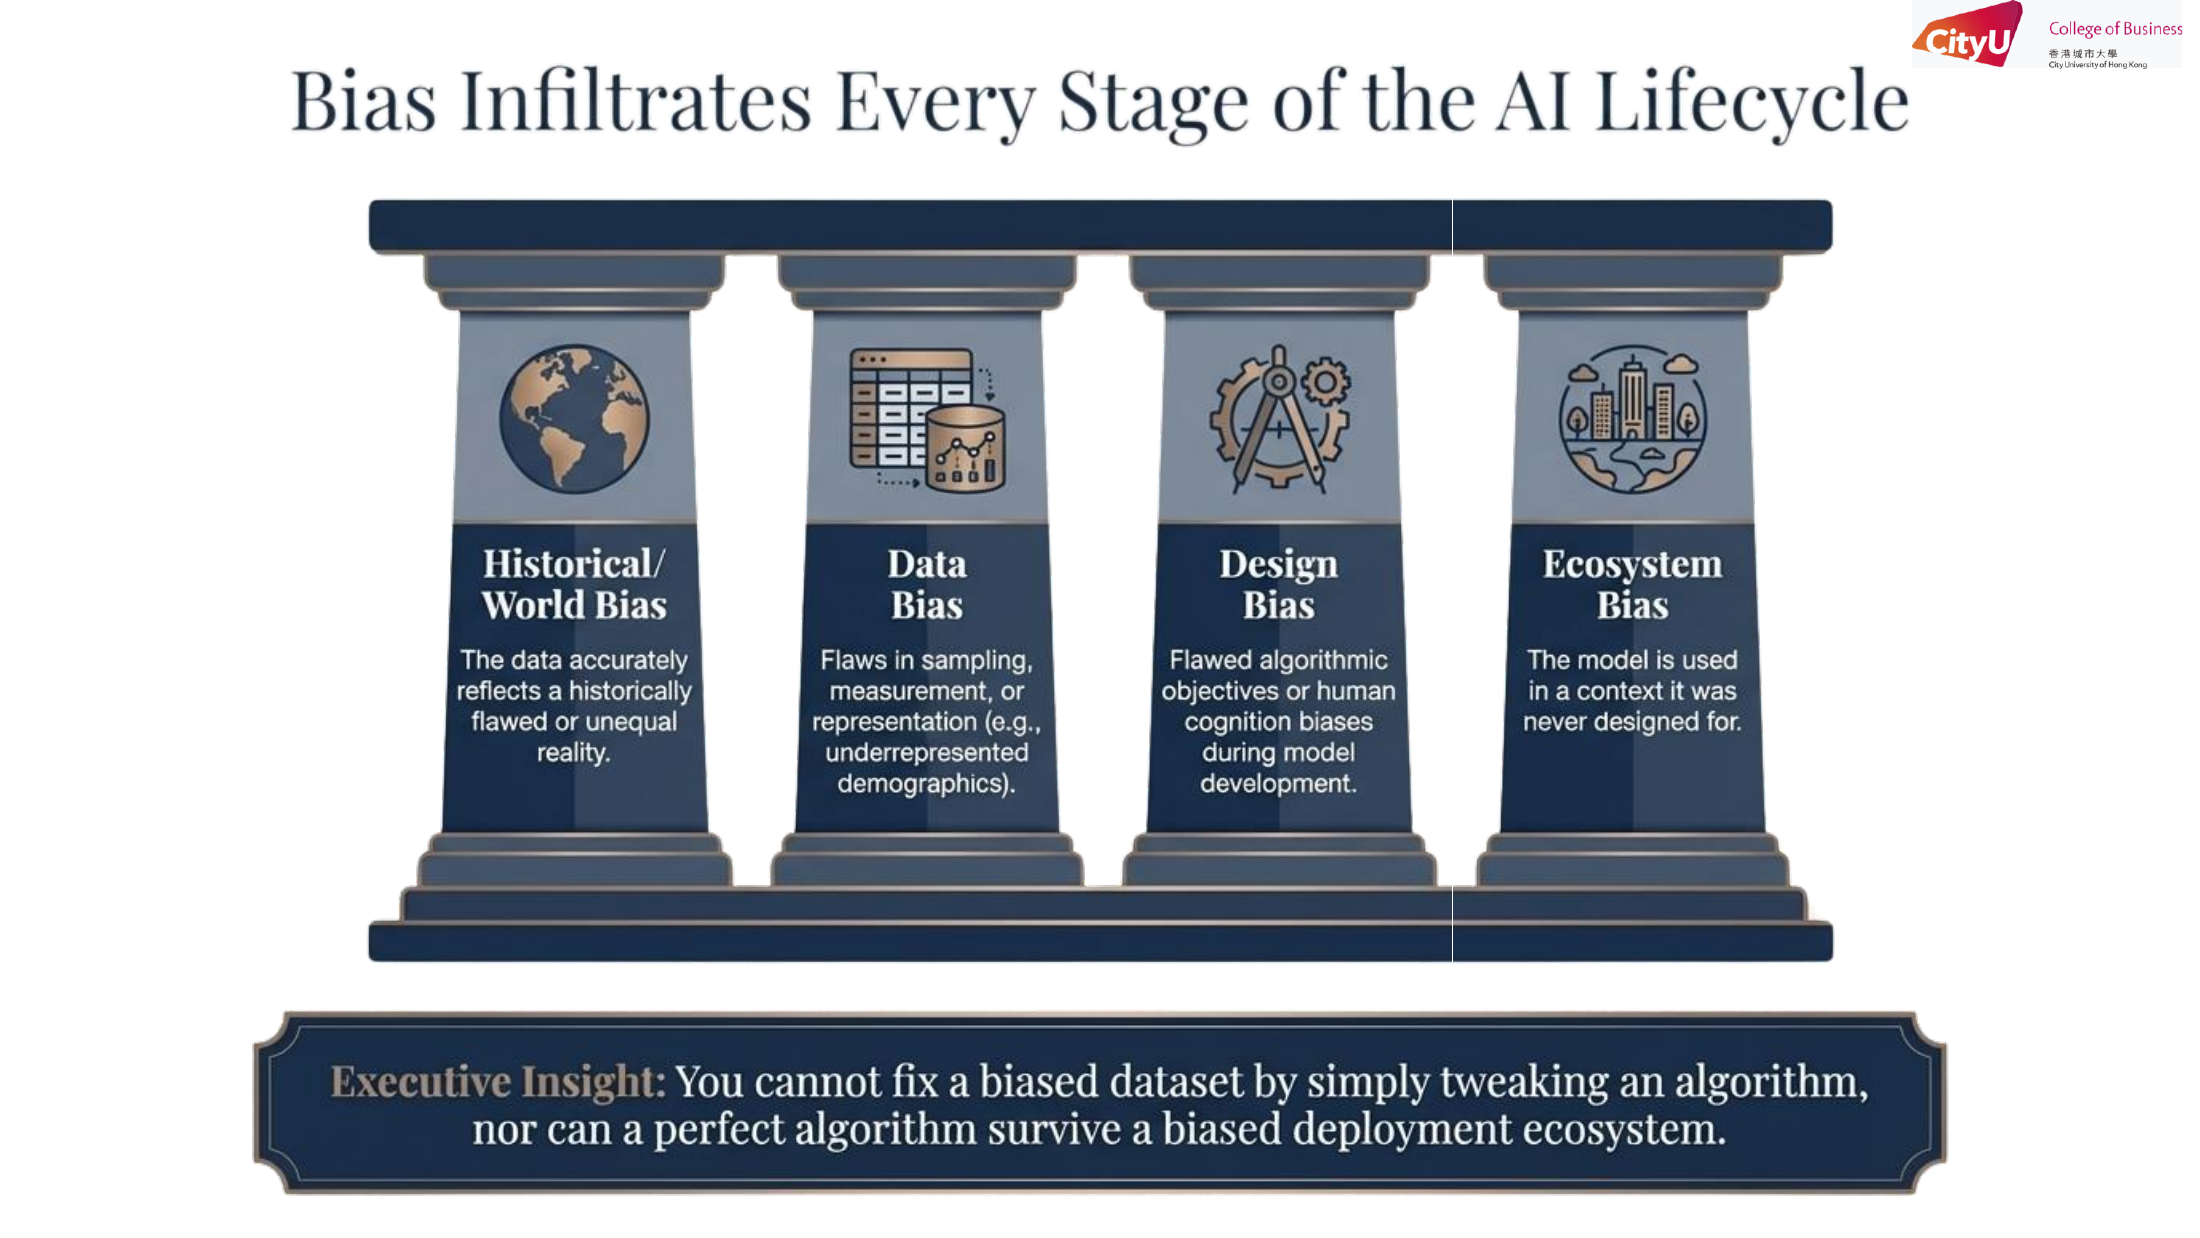 CityU
College of Business
香港城市大學
City University of Hong Kong
Bias Infiltrates Every Stage of the AI Lifecycle
Historical/
World Bias
The data accurately
reflects a historically
flawed or unequal
reality.
Data
Bias
Flaws in sampling,
measurement, or
representation (e.g.,
underrepresented
demographics).
Design
Bias
Flawed algorithmic
objectives or human
cognition biases
during model
development.
Ecosystem
Bias
The model is used
in a context it was
never designed for.
Executive Insight: You cannot fix a biased dataset by simply tweaking an algorithm,
nor can a perfect algorithm survive a biased deployment ecosystem.